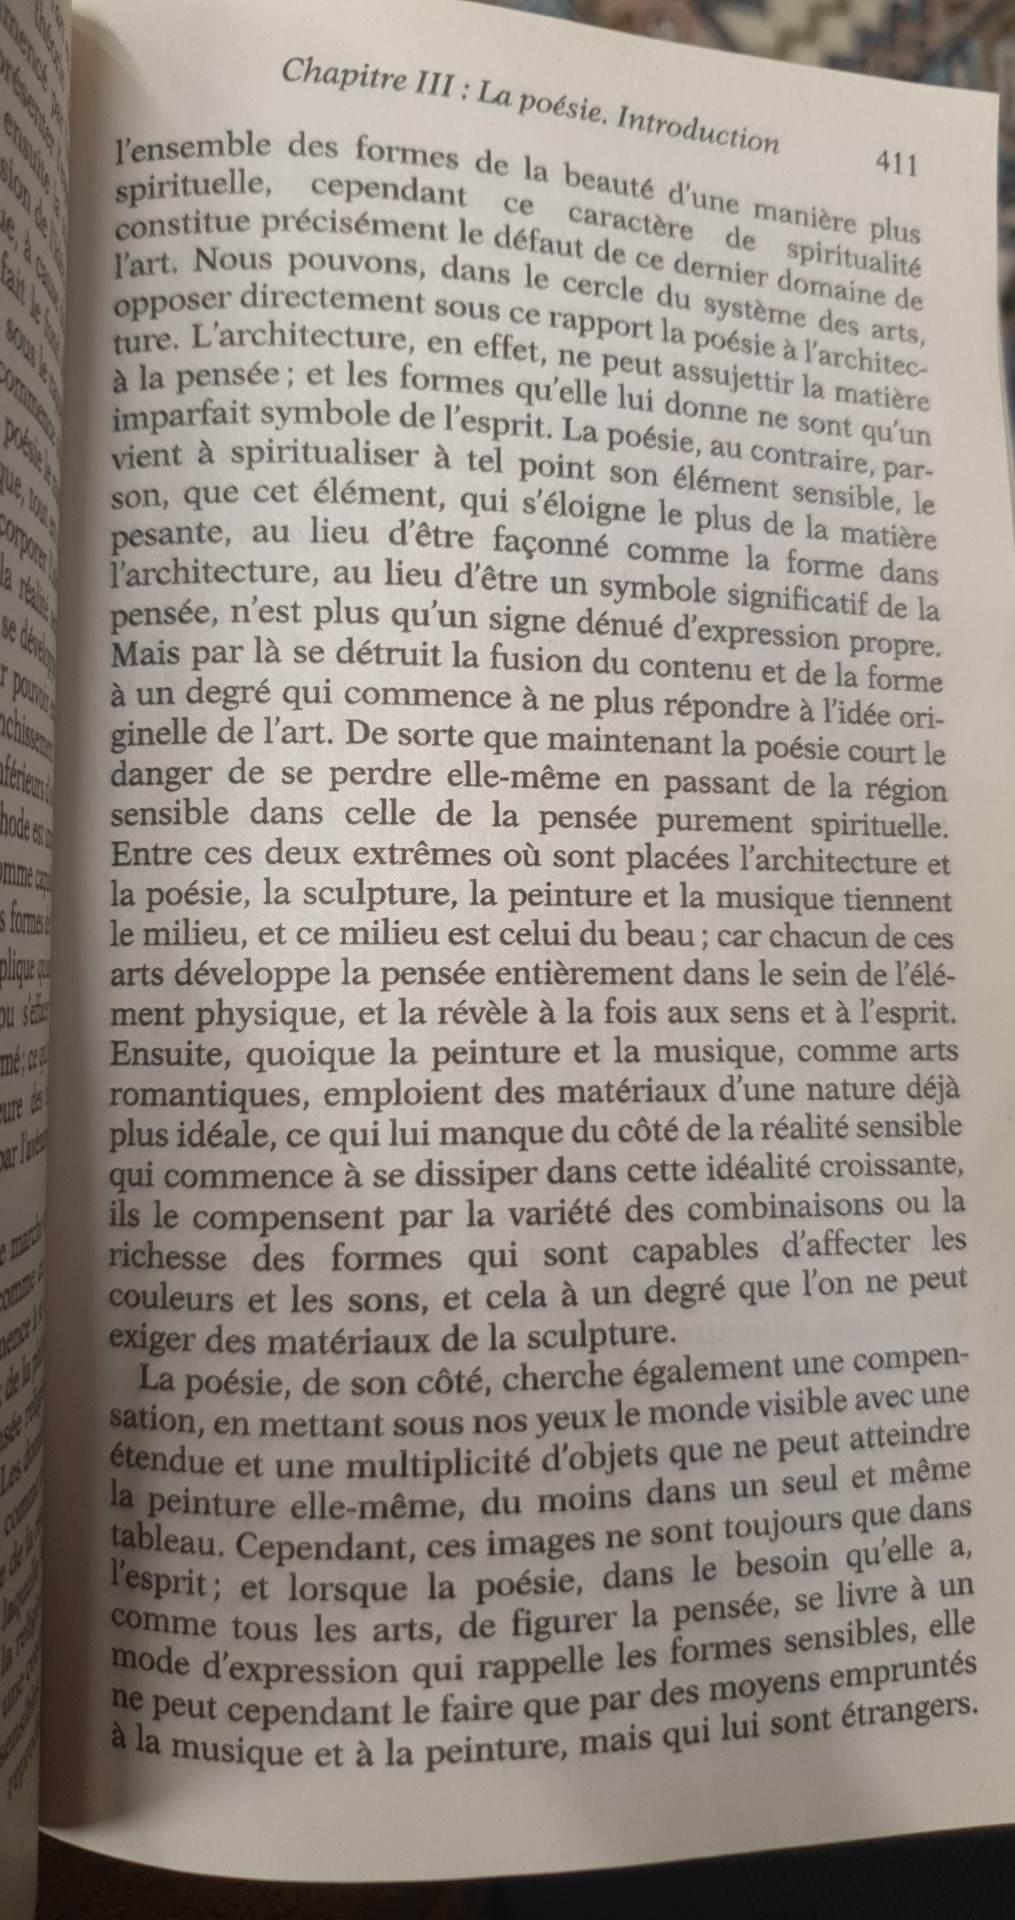 Chapitre III : La poésie. Introduction 411
l'ensemble des formes de la beauté d'une manière plus
spirituelle, cependant ce caractère de spiritualité
constitue précisément le défaut de ce dernier domaine de
l'art. Nous pouvons, dans le cercle du système des arts,
opposer directement sous ce rapport la poésie à l'architec-
ture. L'architecture, en effet, ne peut assujettir la matière
à la pensée ; et les formes qu'elle lui donne ne sont qu'un
imparfait symbole de l'esprit. La poésie, au contraire, par-
vient à spiritualiser à tel point son élément sensible, le
son, que cet élément, qui s'éloigne le plus de la matière
pesante, au lieu d'être façonné comme la forme dans
l'architecture, au lieu d'être un symbole significatif de la
pensée, n'est plus qu'un signe dénué d'expression propre.
Mais par là se détruit la fusion du contenu et de la forme
à un degré qui commence à ne plus répondre à l'idée ori-
ginelle de l'art. De sorte que maintenant la poésie court le
danger de se perdre elle-même en passant de la région
sensible dans celle de la pensée purement spirituelle.
Entre ces deux extrêmes où sont placées l'architecture et
la poésie, la sculpture, la peinture et la musique tiennent
le milieu, et ce milieu est celui du beau ; car chacun de ces
arts développe la pensée entièrement dans le sein de l'élé-
ment physique, et la révèle à la fois aux sens et à l'esprit.
Ensuite, quoique la peinture et la musique, comme arts
romantiques, emploient des matériaux d'une nature déjà
plus idéale, ce qui lui manque du côté de la réalité sensible
qui commence à se dissiper dans cette idéalité croissante,
ils le compensent par la variété des combinaisons ou la
richesse des formes qui sont capables d'affecter les
couleurs et les sons, et cela à un degré que l'on ne peut
exiger des matériaux de la sculpture.
La poésie, de son côté, cherche également une compen-
sation, en mettant sous nos yeux le monde visible avec une
étendue et une multiplicité d'objets que ne peut atteindre
la peinture elle-même, du moins dans un seul et même
tableau. Cependant, ces images ne sont toujours que dans
l'esprit ; et lorsque la poésie, dans le besoin qu'elle a,
comme tous les arts, de figurer la pensée, se livre à un
mode d'expression qui rappelle les formes sensibles, elle
ne peut cependant le faire que par des moyens empruntés
à la musique et à la peinture, mais qui lui sont étrangers.